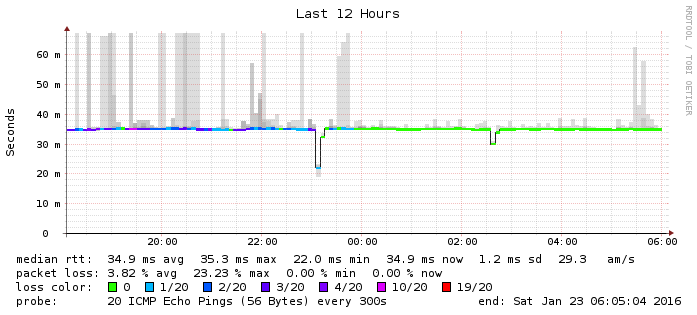 Last 12 Hours
RRDTOOL / TOBI OETIKER
Seconds
60 m
50 m
40 m
30 m
20 m
10 m
0
20:00 22:00 00:00 02:00 04:00 06:00
median rtt: 34.9 ms avg 35.3 ms max 22.0 ms min 34.9 ms now 1.2 ms sd 29.3 am/s
packet loss: 3.82 % avg 23.23 % max 0.00 % min 0.00 % now
loss color: 0 1/20 2/20 3/20 4/20 10/20 19/20
probe: 20 ICMP Echo Pings (56 Bytes) every 300s end: Sat Jan 23 06:05:04 2016